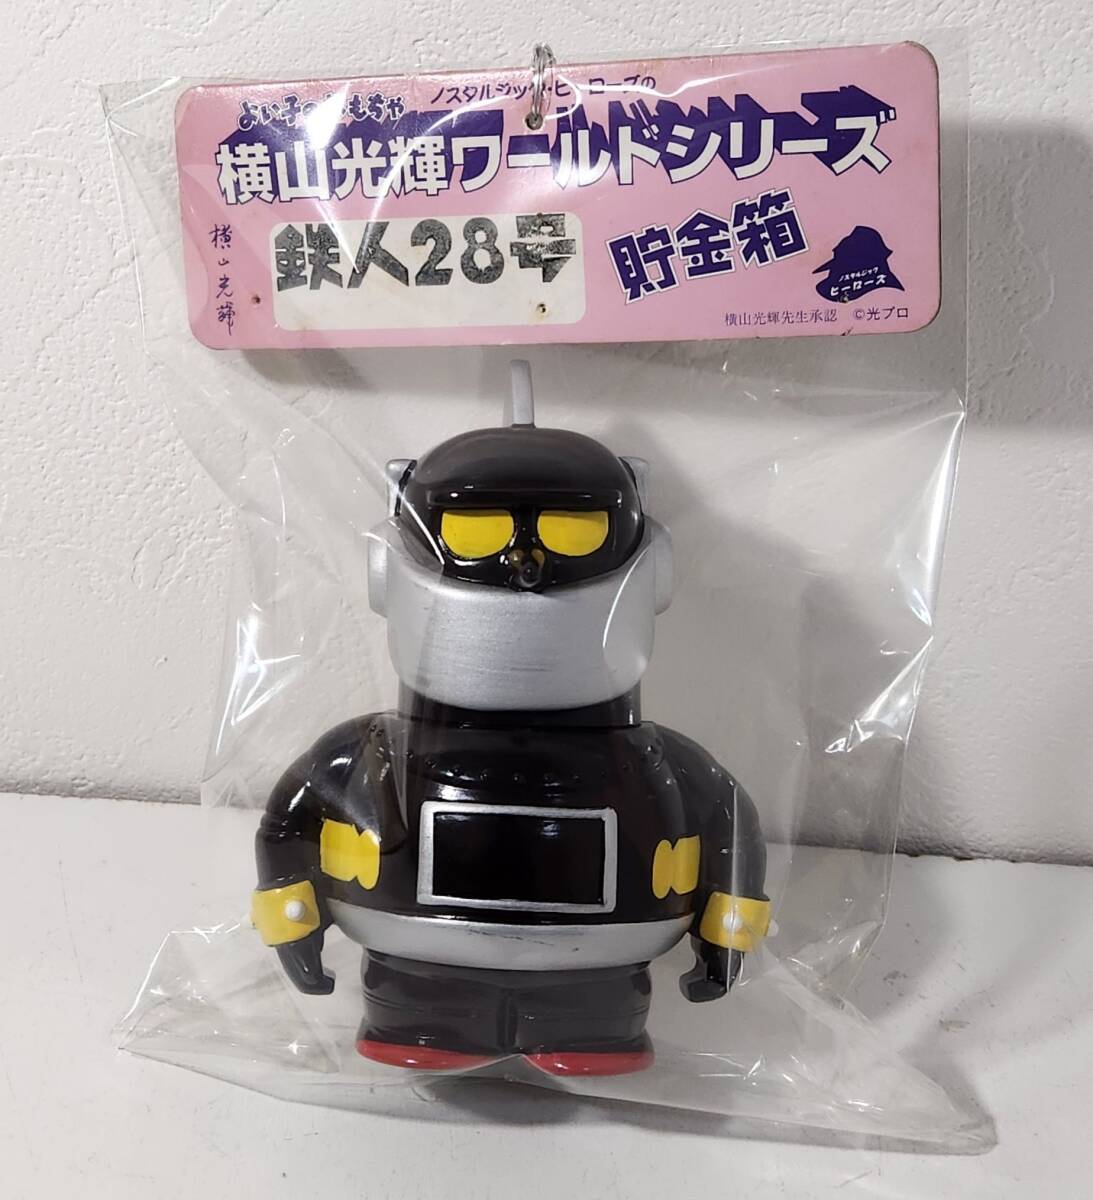 よい子のおもちゃ
ノスタルジック・ヒーローズの
横山光輝ワールドシリーズ
横山光輝
鉄人28号
貯金箱
ノスタルジック
ヒーローズ
横山光輝先生承認 ©光プロ